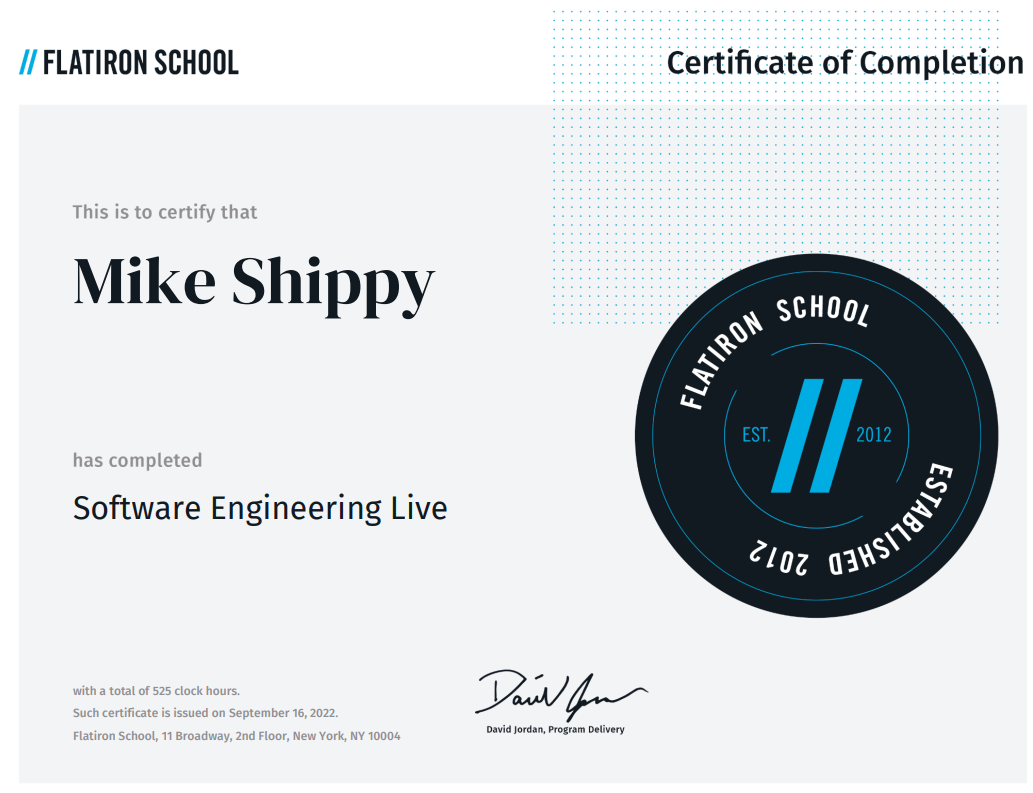 // FLATIRON SCHOOL
Certificate of Completion
This is to certify that
Mike Shippy
has completed
Software Engineering Live
FLATIRON SCHOOL
EST. // 2012
ESTABLISHED 2012
with a total of 525 clock hours.
Such certificate is issued on September 16, 2022.
Flatiron School, 11 Broadway, 2nd Floor, New York, NY 10004
David Jordan, Program Delivery